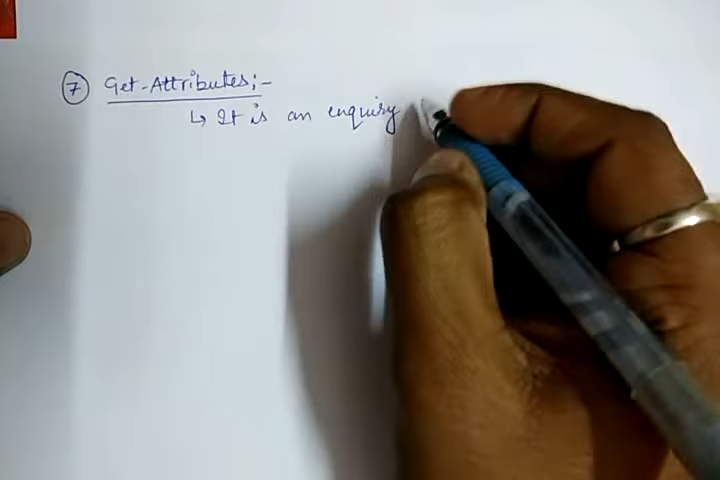 7 Get-Attributes:-
↳ It is an enquiry